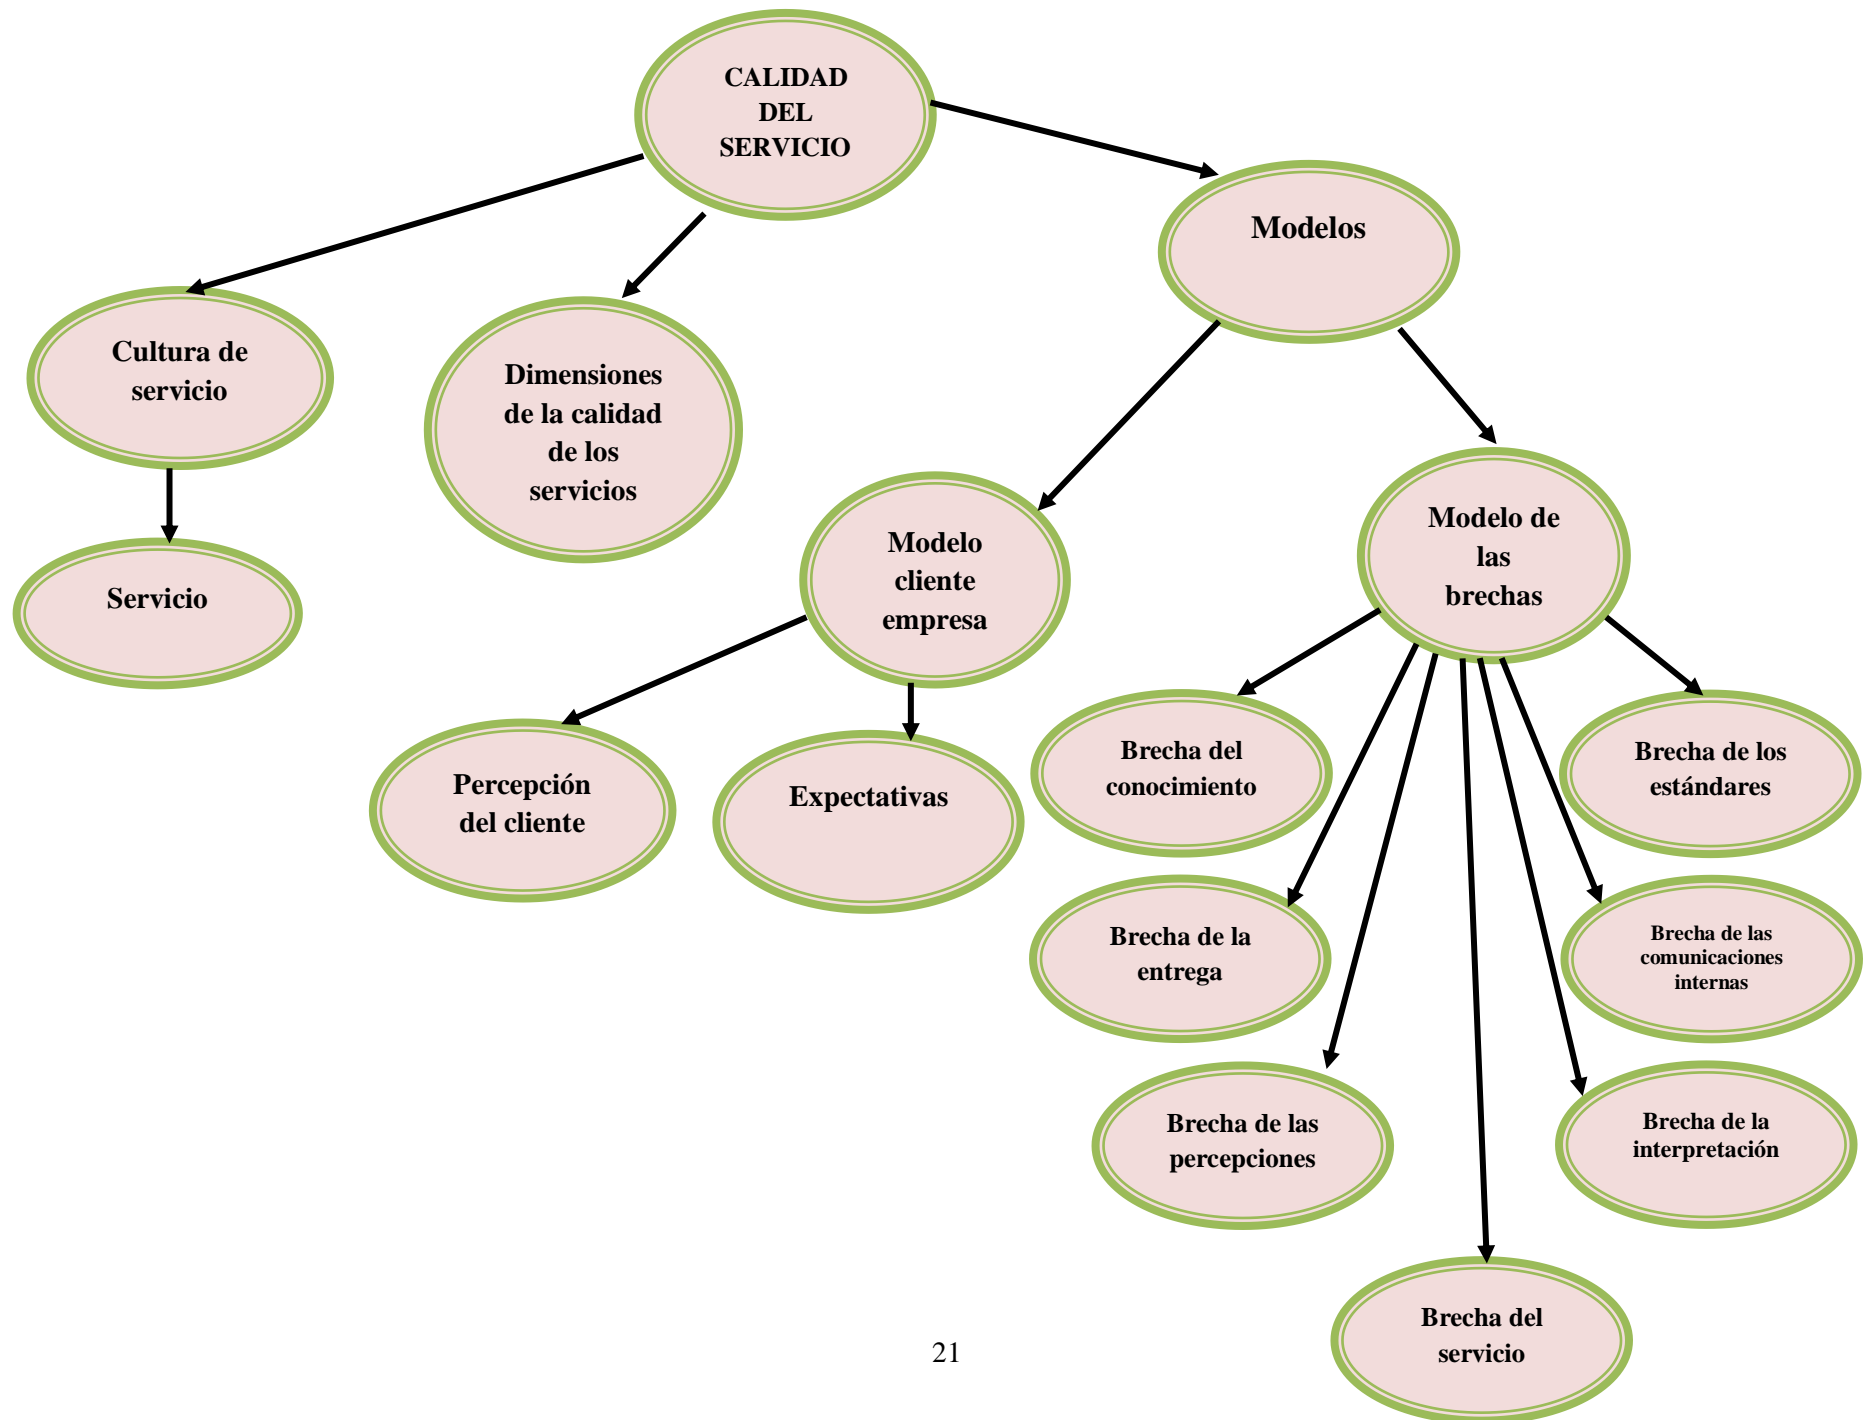 CALIDAD
DEL
SERVICIO
Modelos
Cultura de
servicio
Dimensiones
de la calidad
de los
servicios
Servicio
Modelo
cliente
empresa
Modelo de
las
brechas
Percepción
del cliente
Expectativas
Brecha del
conocimiento
Brecha de los
estándares
Brecha de la
entrega
Brecha de las
comunicaciones
internas
Brecha de las
percepciones
Brecha de la
interpretación
Brecha del
servicio
21